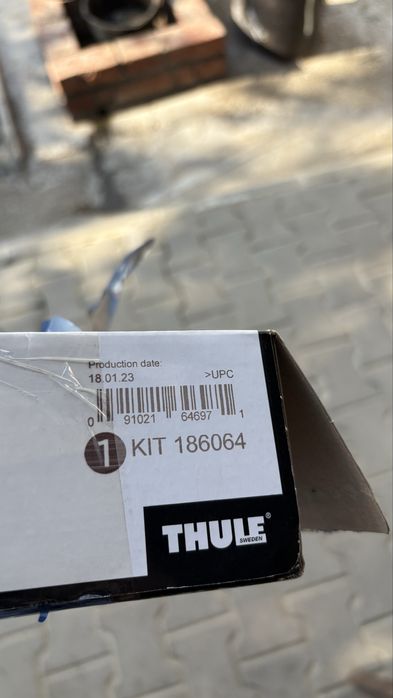 Production date:
18.01.23 >UPC
0 91021 64697 1
1 KIT 186064
THULE®
SWEDEN